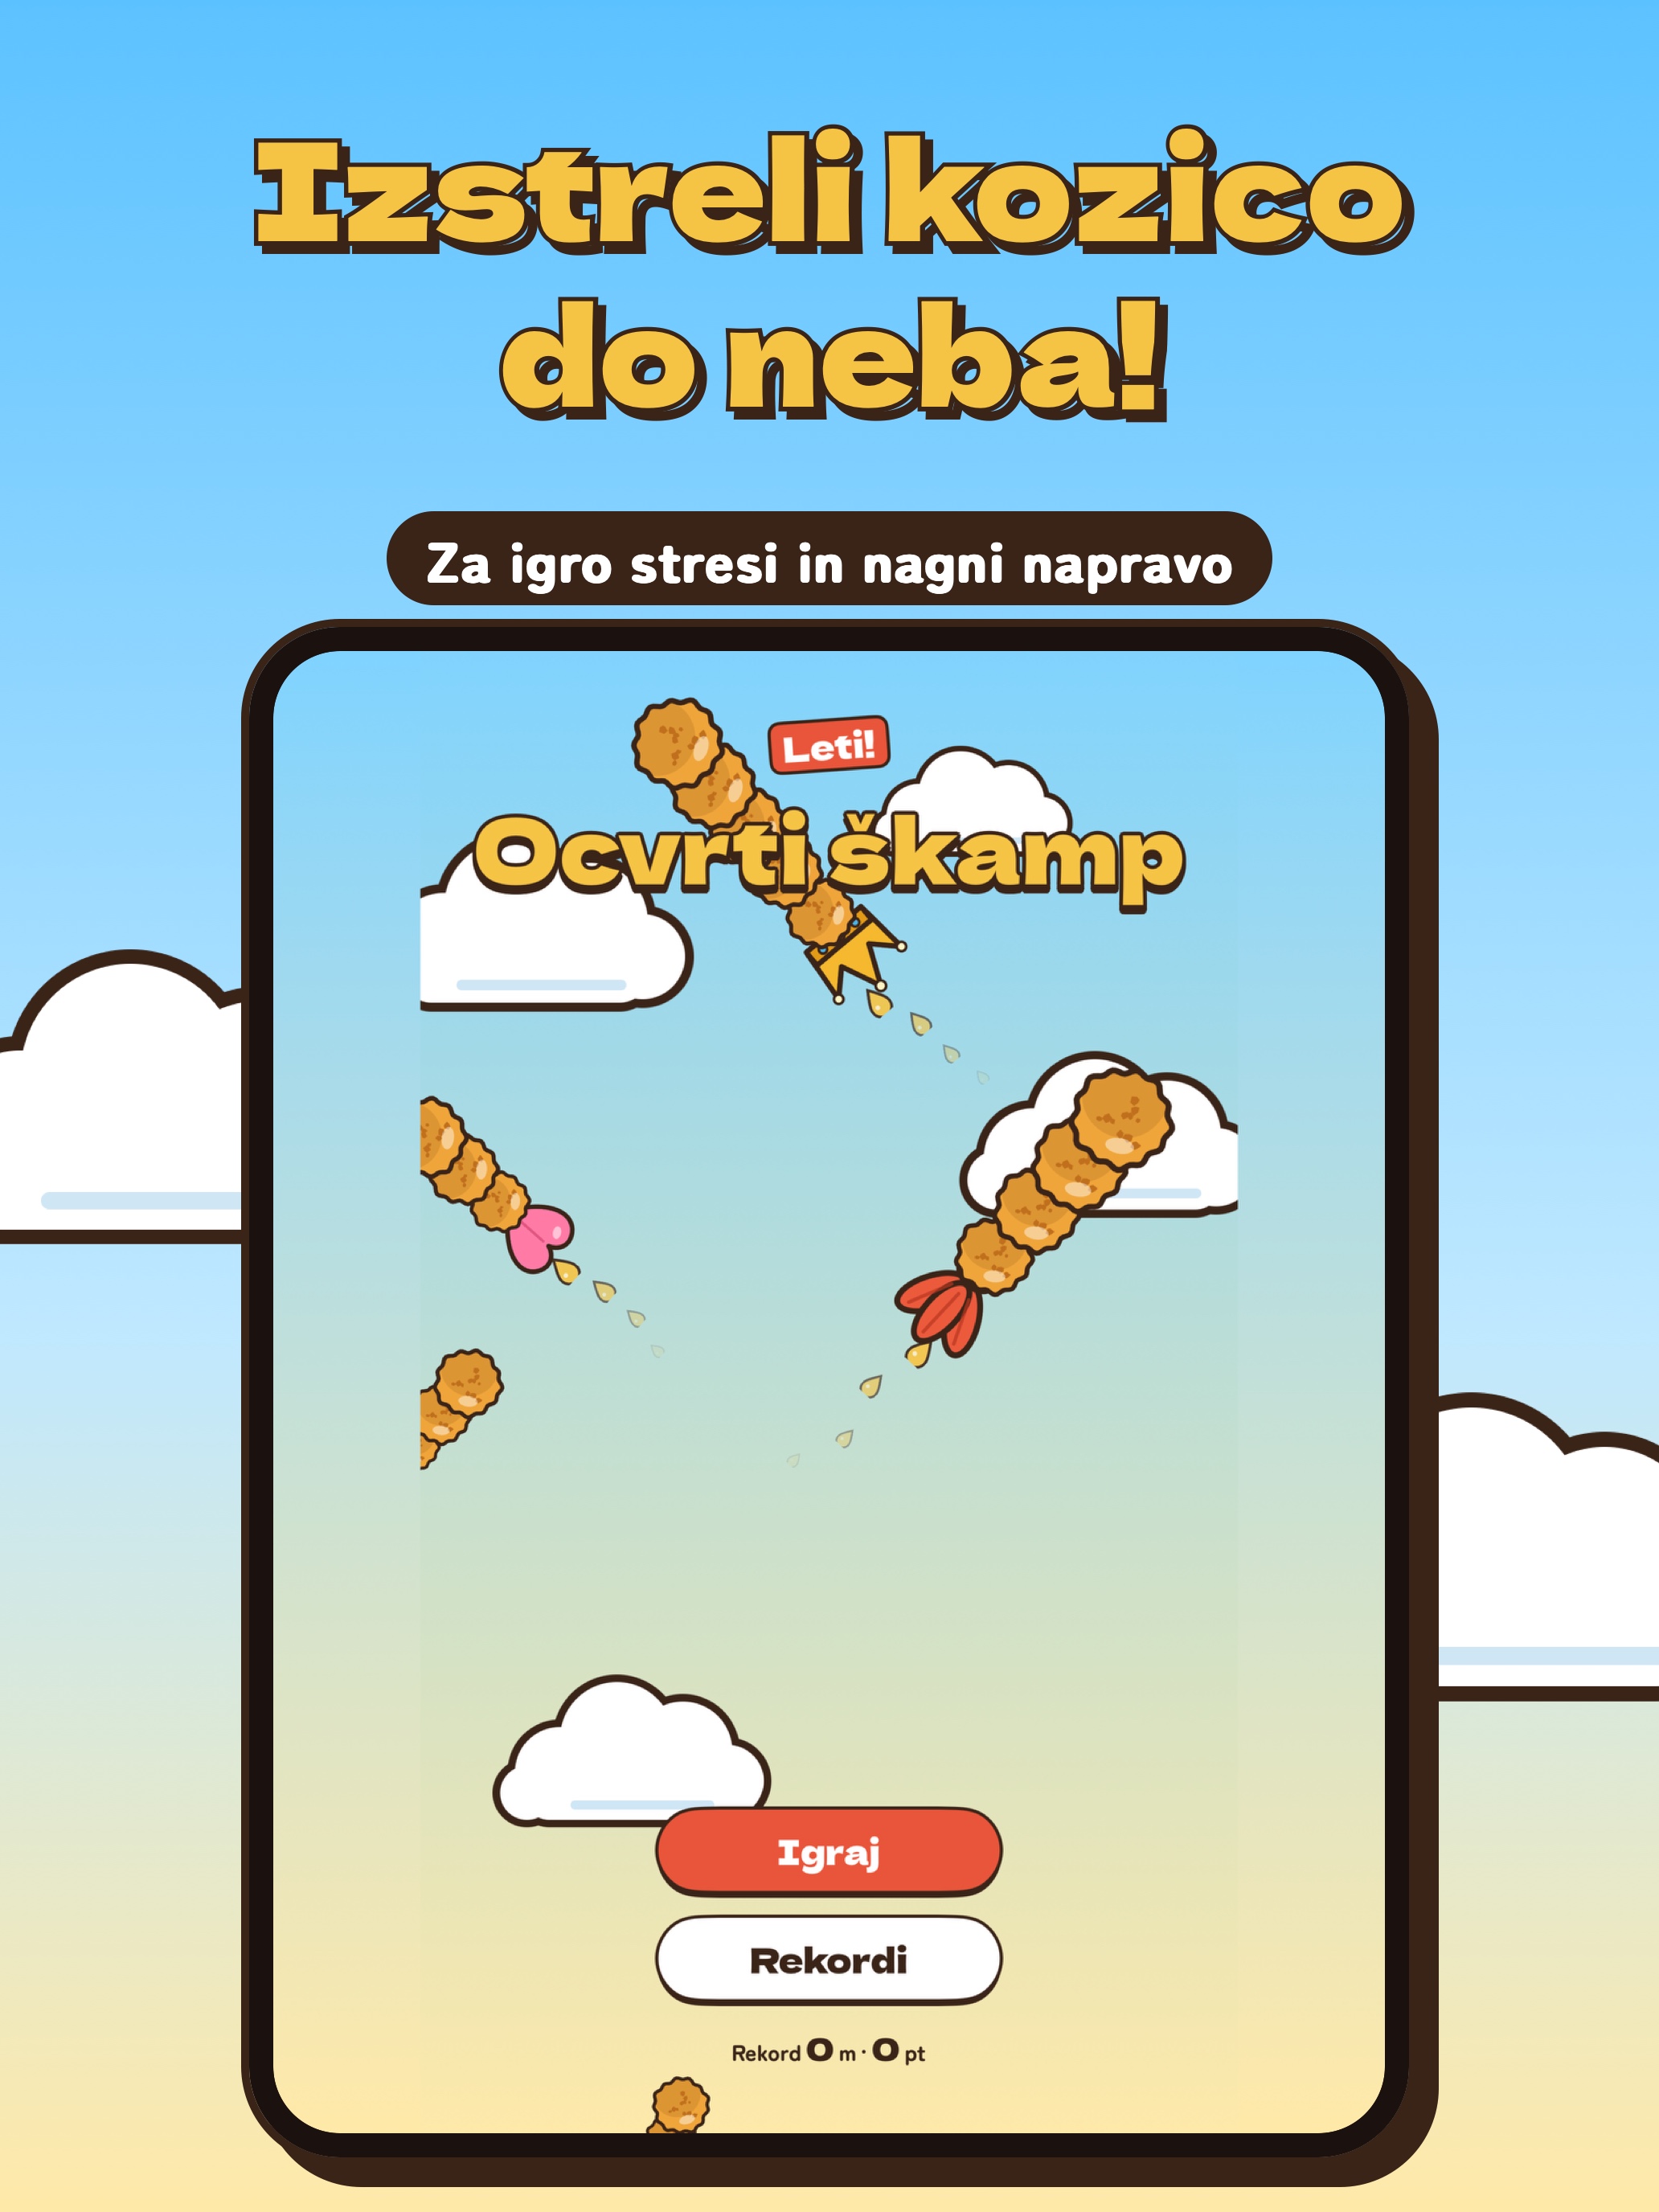 Izstreli kozico
do neba!
Za igro stresi in nagni napravo
Leti!
Ocvrti škamp
Igraj
Rekordi
Rekord 0 m · 0 pt